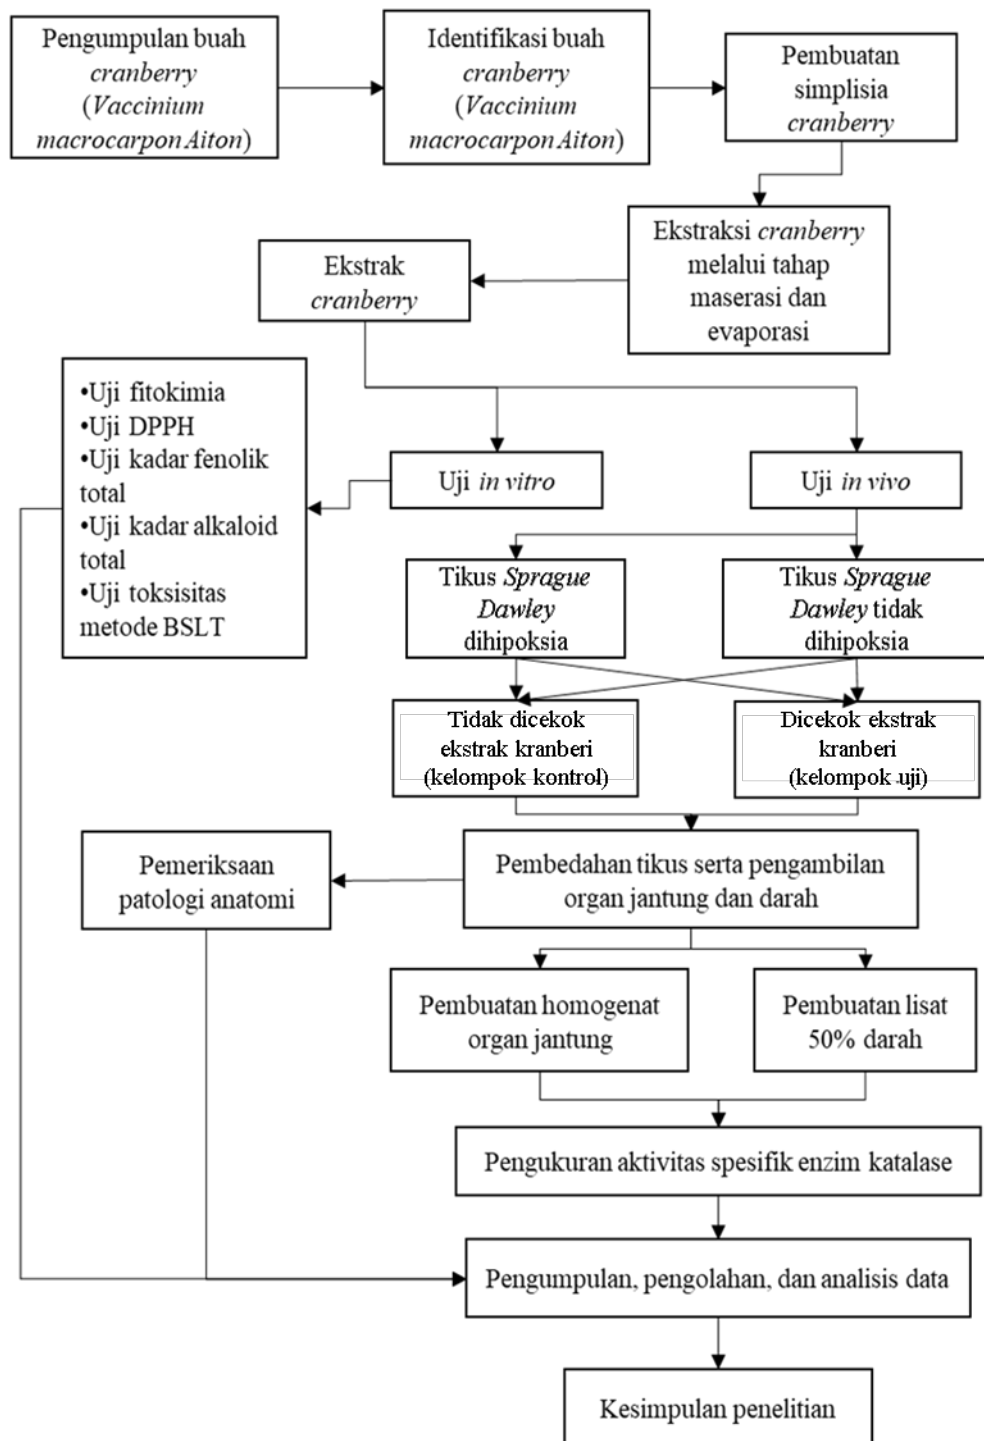 Pengumpulan buah
cranberry
(Vaccinium
macrocarpon Aiton)
Identifikasi buah
cranberry
(Vaccinium
macrocarpon Aiton)
Pembuatan
simplisia
cranberry
Ekstraksi cranberry
melalui tahap
maserasi dan
evaporasi
Ekstrak
cranberry
•Uji fitokimia
•Uji DPPH
•Uji kadar fenolik
total
•Uji kadar alkaloid
total
•Uji toksisitas
metode BSLT
Uji in vitro
Uji in vivo
Tikus Sprague
Dawley
dihipoksia
Tikus Sprague
Dawley tidak
dihipoksia
Tidak dicekok
ekstrak kranberi
(kelompok kontrol)
Dicekok ekstrak
kranberi
(kelompok uji)
Pembedahan tikus serta pengambilan
organ jantung dan darah
Pemeriksaan
patologi anatomi
Pembuatan homogenat
organ jantung
Pembuatan lisat
50% darah
Pengukuran aktivitas spesifik enzim katalase
Pengumpulan, pengolahan, dan analisis data
Kesimpulan penelitian